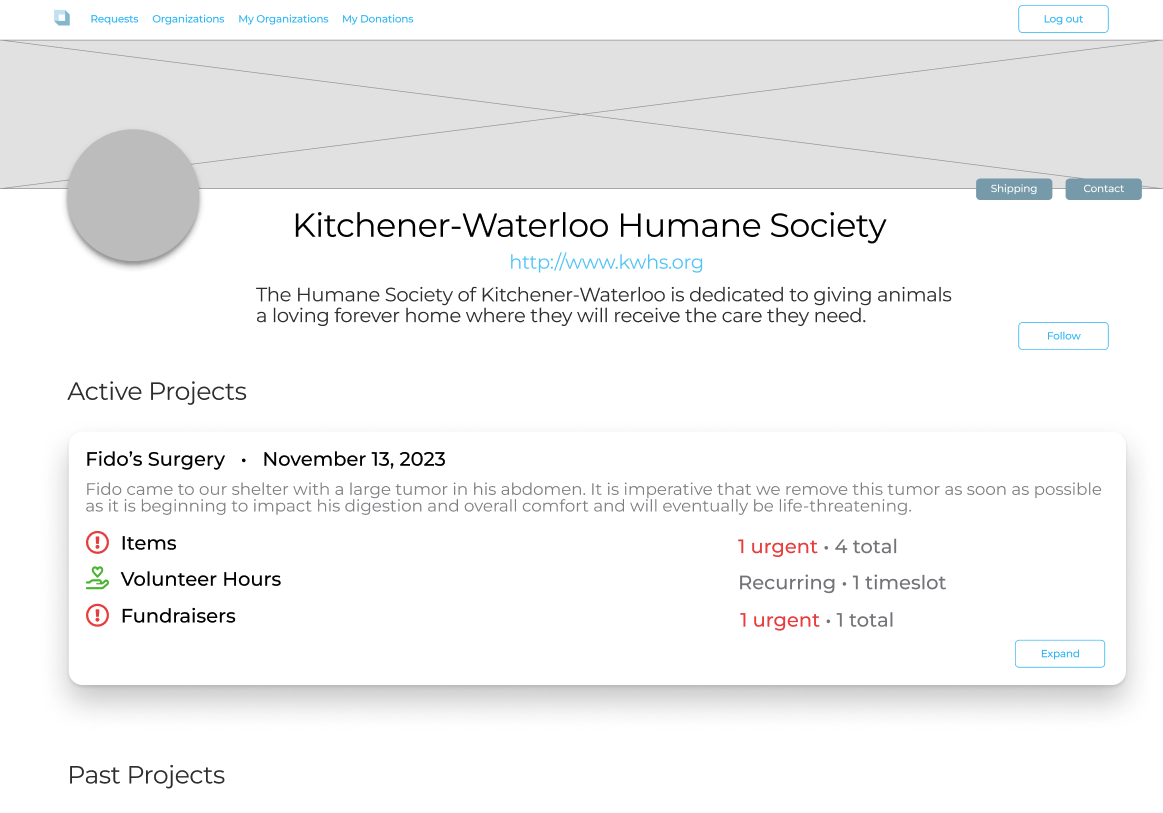 Requests Organizations My Organizations My Donations Log out
Shipping Contact
Kitchener-Waterloo Humane Society
http://www.kwhs.org
The Humane Society of Kitchener-Waterloo is dedicated to giving animals
a loving forever home where they will receive the care they need.
Follow
Active Projects
Fido’s Surgery • November 13, 2023
Fido came to our shelter with a large tumor in his abdomen. It is imperative that we remove this tumor as soon as possible
as it is beginning to impact his digestion and overall comfort and will eventually be life-threatening.
Items 1 urgent • 4 total
Volunteer Hours Recurring • 1 timeslot
Fundraisers 1 urgent • 1 total
Expand
Past Projects